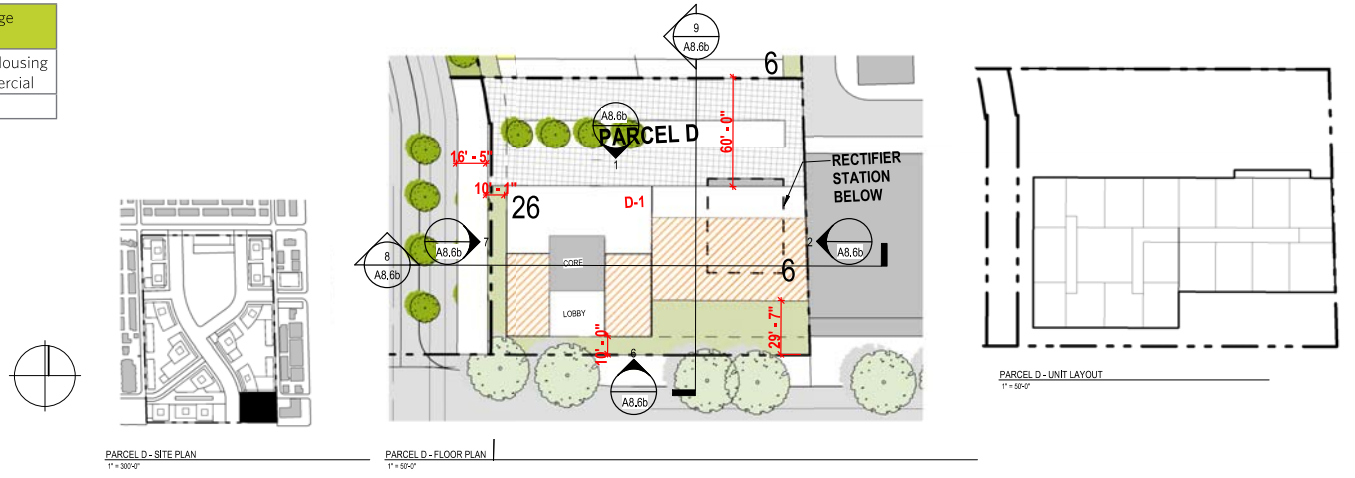 ge
ousing
ercial
9
A8.6b
6
A8.6b
PARCEL D
1
60' - 0"
16' - 5"
10' - 1"
RECTIFIER
STATION
BELOW
26
D-1
7
A8.6b
8
A8.6b
2
A8.6b
CORE
6
LOBBY
29' - 7"
10' - 0"
6
A8.6b
PARCEL D - SITE PLAN
1" = 300'-0"
PARCEL D - FLOOR PLAN
1" = 50'-0"
PARCEL D - UNIT LAYOUT
1" = 50'-0"